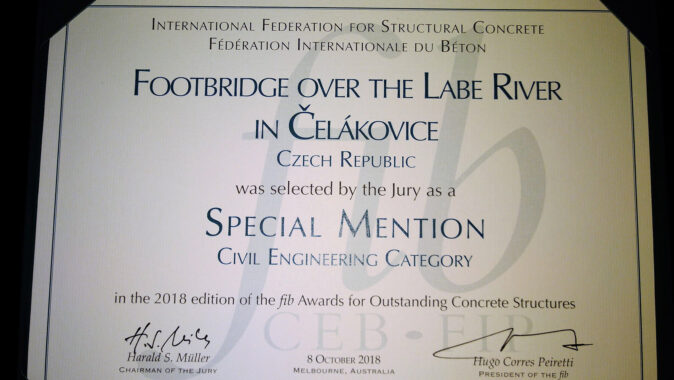 International Federation for Structural Concrete
Fédération Internationale du Béton
fib
Footbridge over the Labe River
in Čelákovice
Czech Republic
was selected by the Jury as a
Special Mention
Civil Engineering Category
in the 2018 edition of the fib Awards for Outstanding Concrete Structures
CEB • FIP
Harald S. Müller
Chairman of the Jury
8 October 2018
Melbourne, Australia
Hugo Corres Peiretti
President of the fib